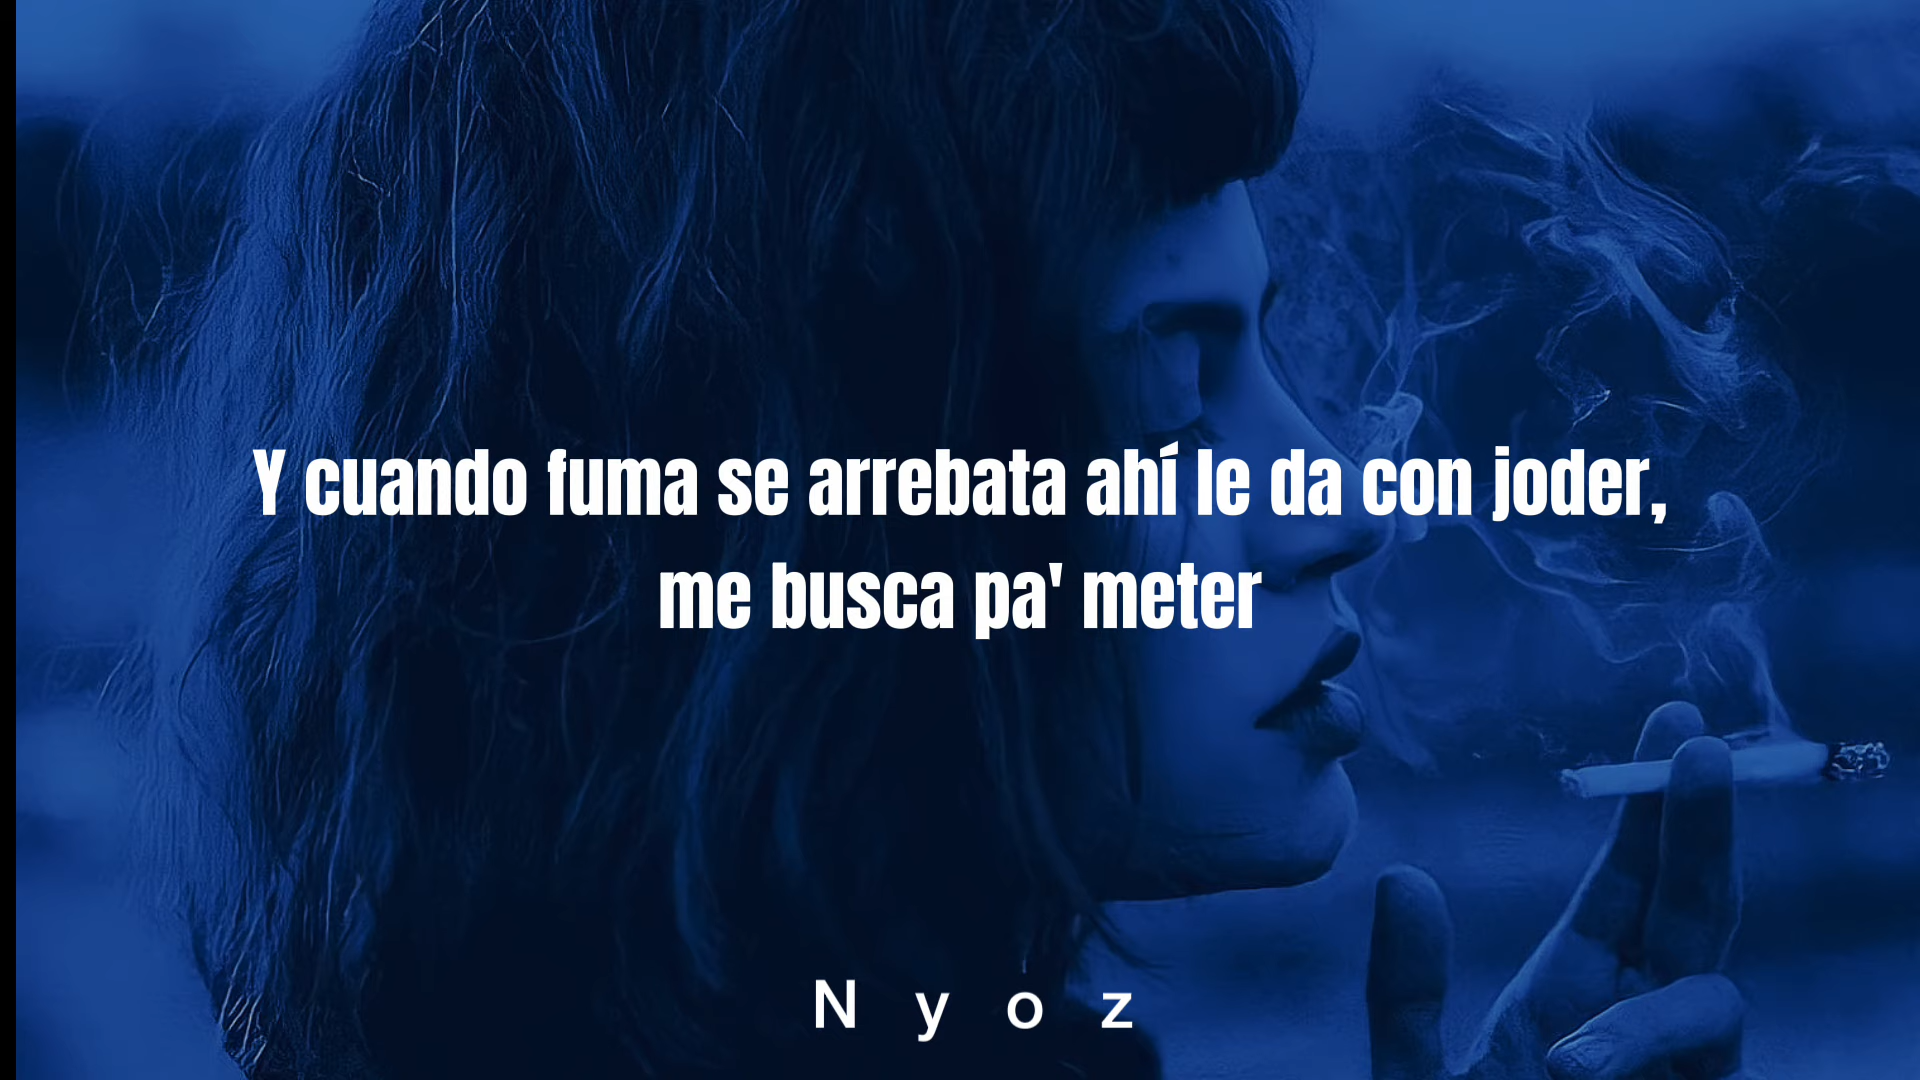 Y cuando fuma se arrebata ahí le da con joder,
me busca pa' meter
N y o z